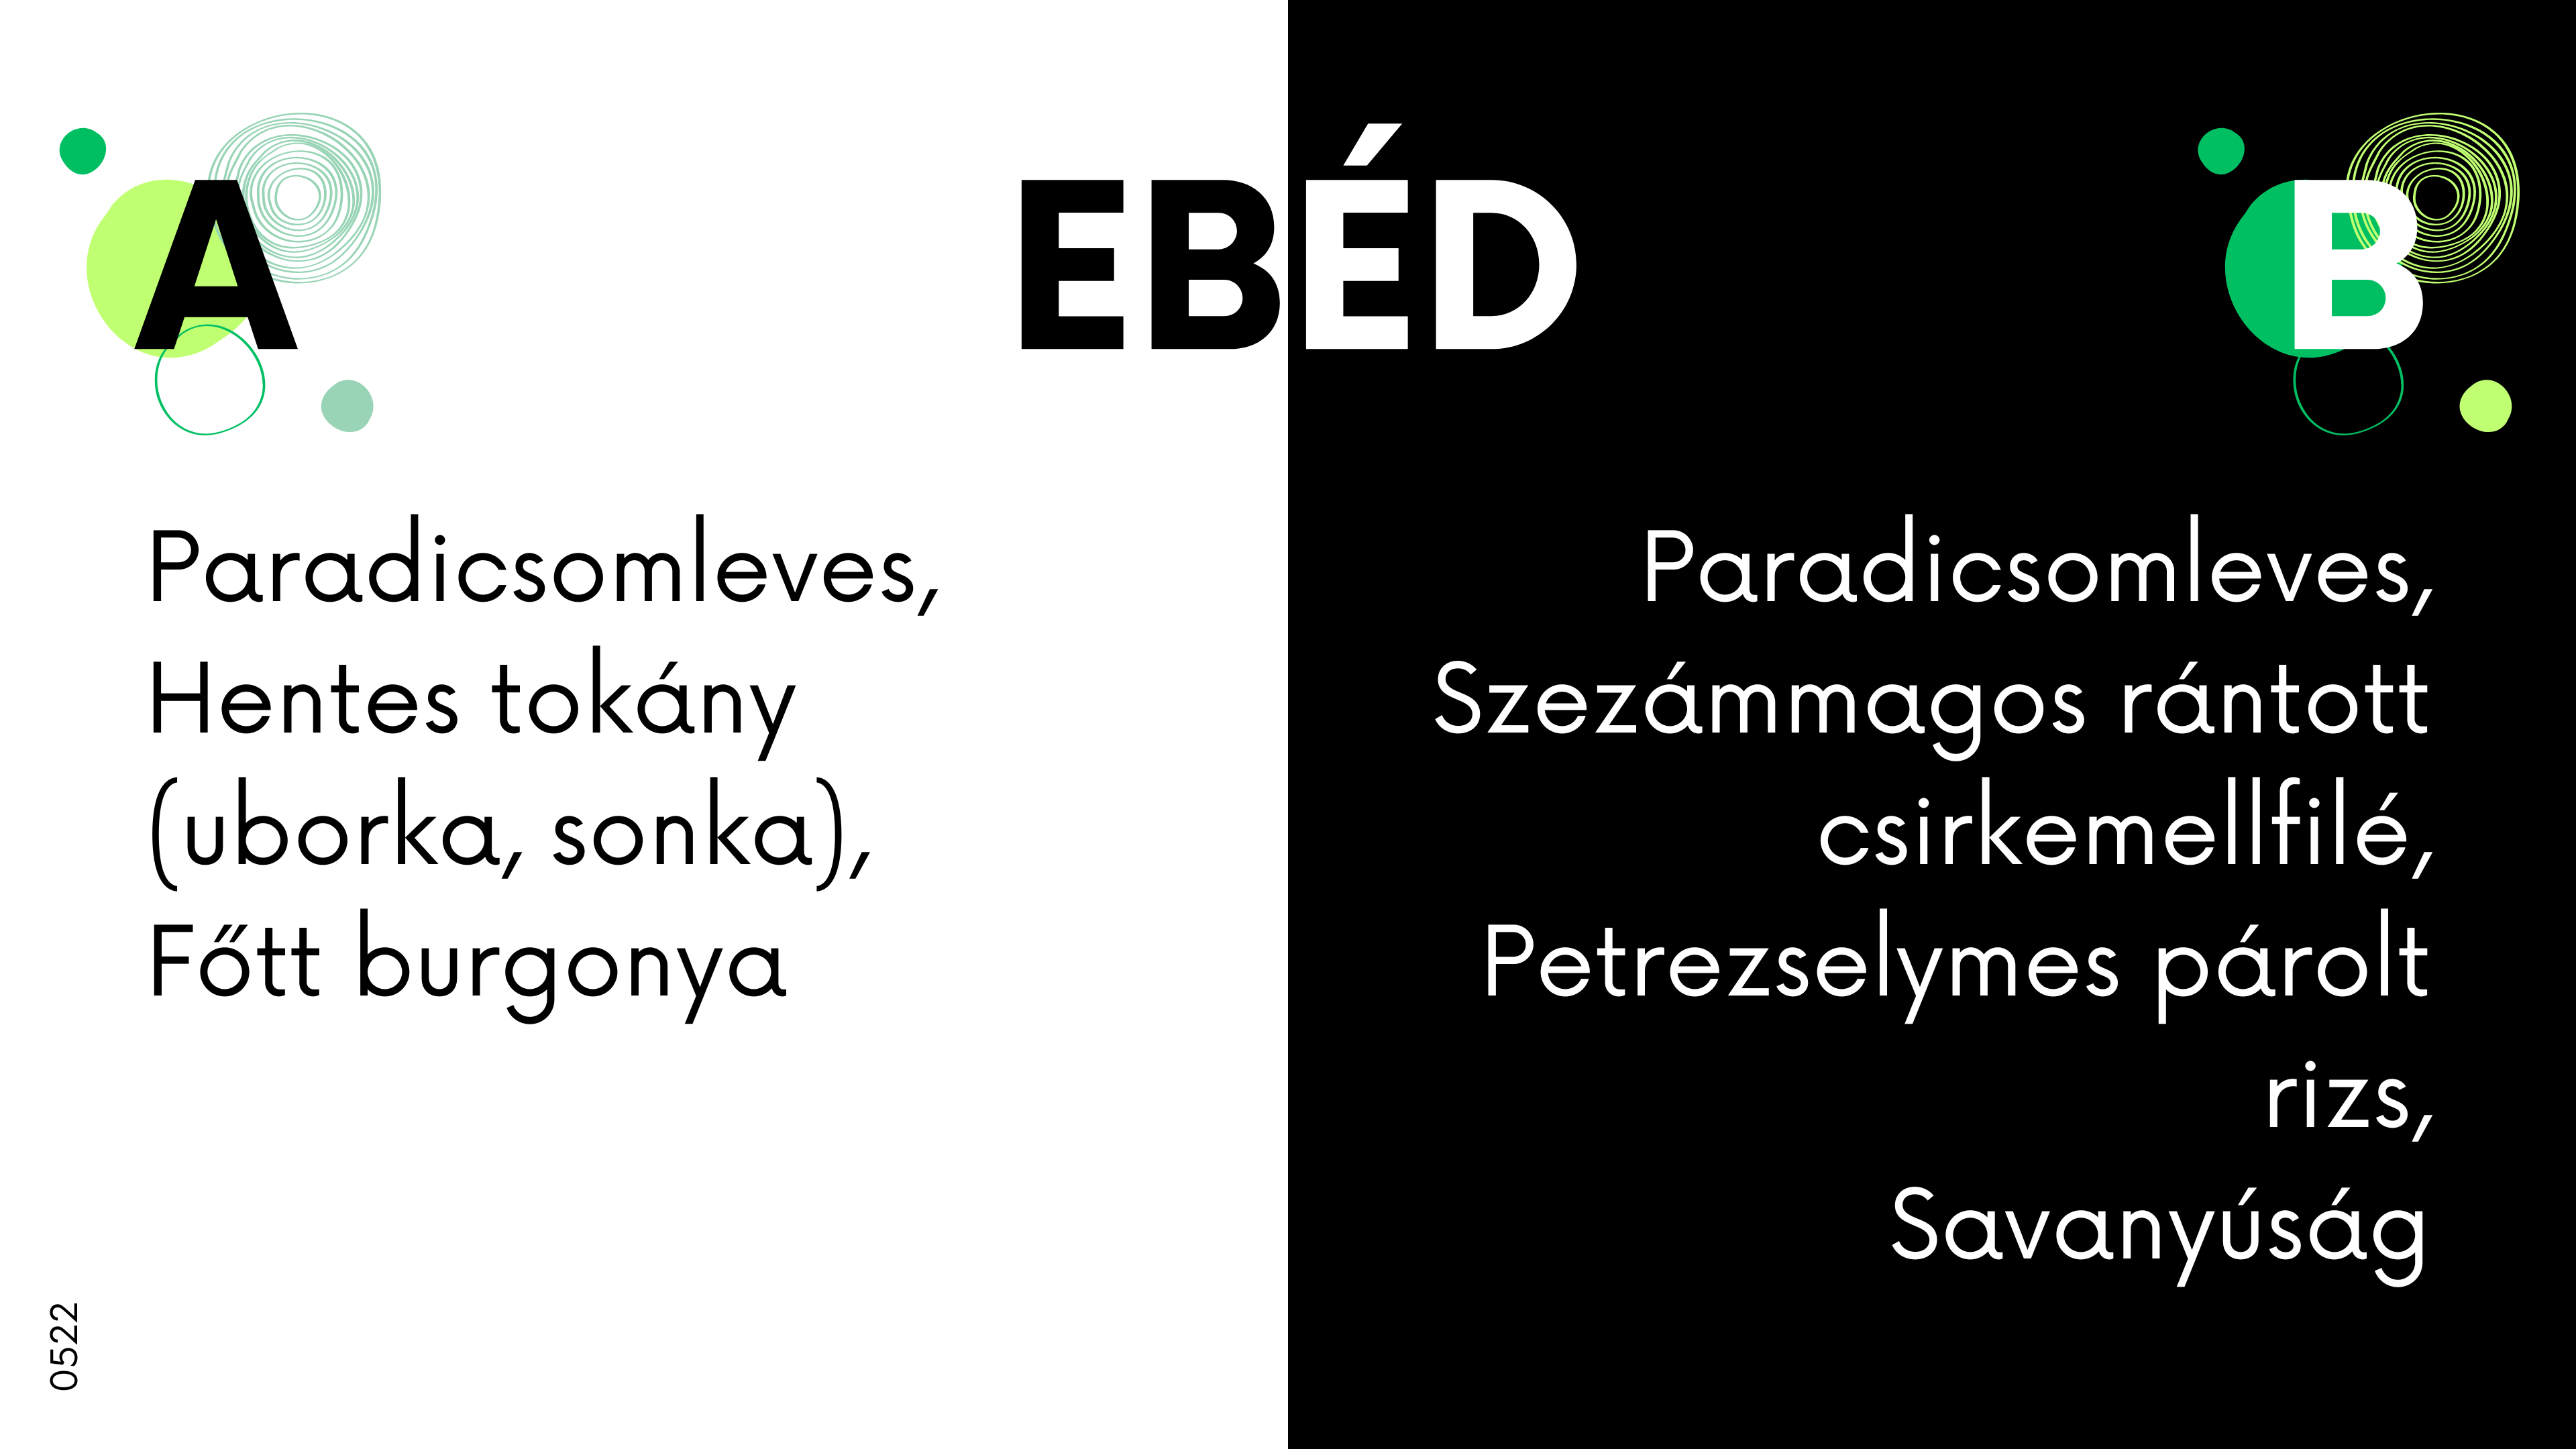 A
EBÉD
B
Paradicsomleves,
Hentes tokány
(uborka, sonka),
Főtt burgonya
Paradicsomleves,
Szezámmagos rántott
csirkemellfilé,
Petrezselymes párolt
rizs,
Savanyúság
0522